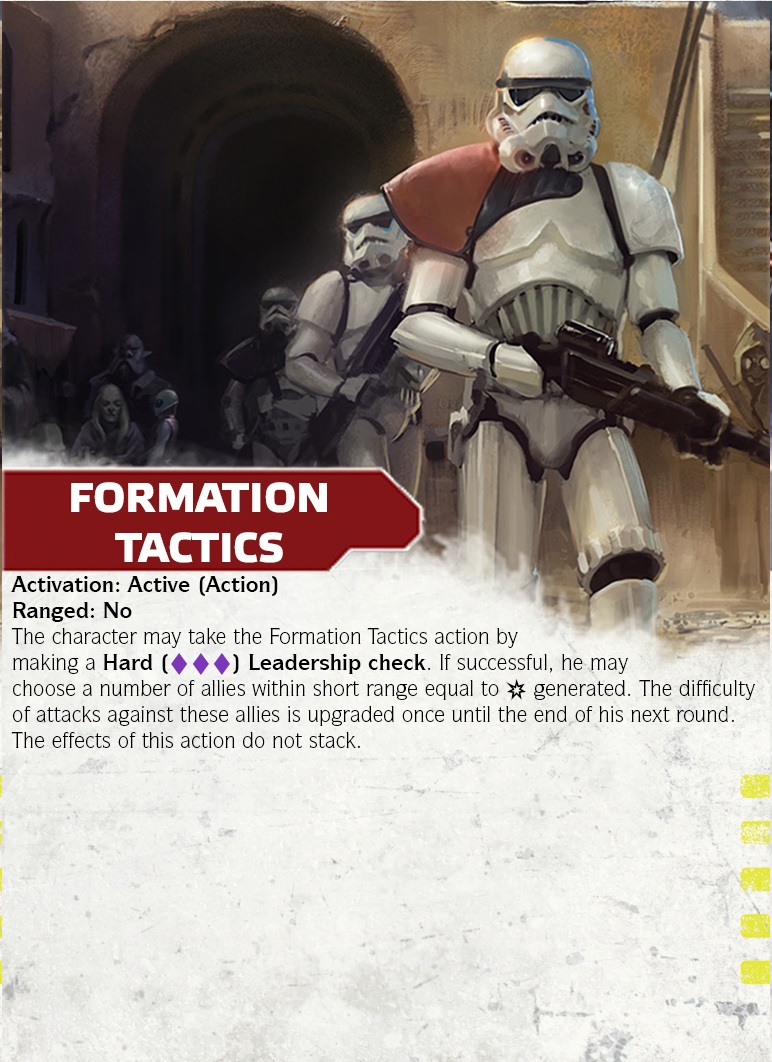 FORMATION
TACTICS
Activation: Active (Action)
Ranged: No
The character may take the Formation Tactics action by
making a Hard (♦♦♦) Leadership check. If successful, he may
choose a number of allies within short range equal to generated. The difficulty
of attacks against these allies is upgraded once until the end of his next round.
The effects of this action do not stack.